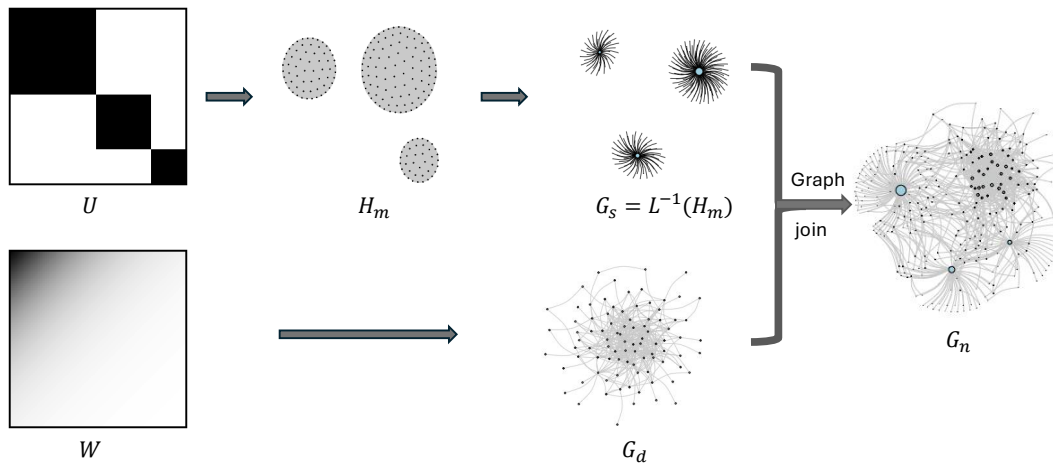 U
H_m
G_s = L^{-1}(H_m)
Graph
join
G_n
W
G_d